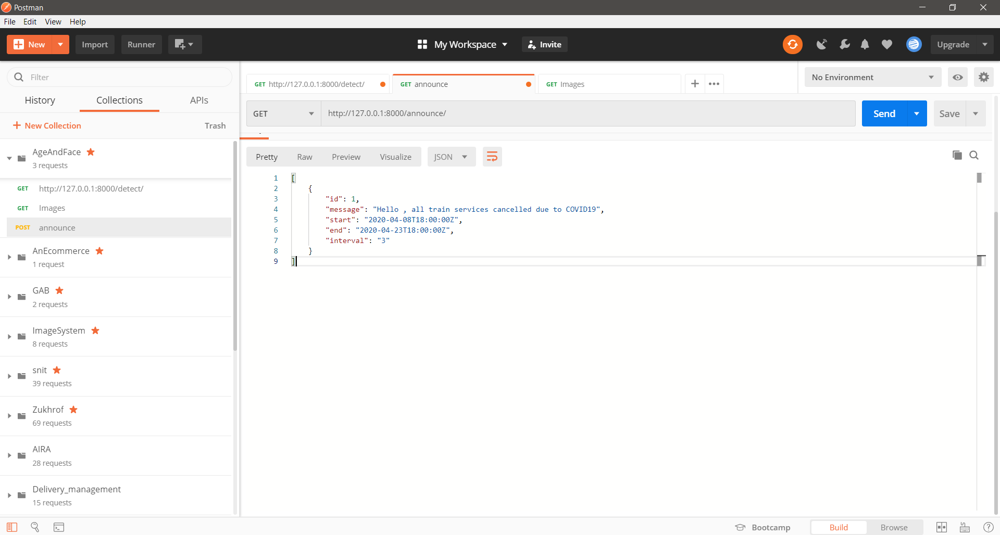 Postman
File Edit View Help
New Import Runner My Workspace Invite Upgrade
Filter
History Collections APIs
New Collection Trash
AgeAndFace
3 requests
GET http://127.0.0.1:8000/detect/
GET Images
POST announce
AnEcommerce
1 request
GAB
2 requests
ImageSystem
8 requests
snit
39 requests
Zukhrof
69 requests
AIRA
28 requests
Delivery_management
15 requests
GET http://127.0.0.1:8000/detect/ GET announce GET Images
No Environment
GET http://127.0.0.1:8000/announce/ Send Save
Pretty Raw Preview Visualize JSON
1 [
2 {
3 "id": 1,
4 "message": "Hello , all train services cancelled due to COVID19",
5 "start": "2020-04-08T18:00:00Z",
6 "end": "2020-04-23T18:00:00Z",
7 "interval": "3"
8 }
9 ]
Bootcamp Build Browse